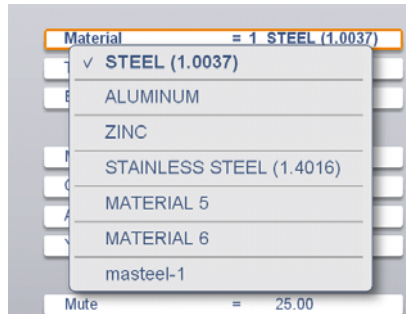 Material = 1 STEEL (1.0037)
✓ STEEL (1.0037)
ALUMINUM
ZINC
STAINLESS STEEL (1.4016)
MATERIAL 5
MATERIAL 6
masteel-1
Mute = 25.00